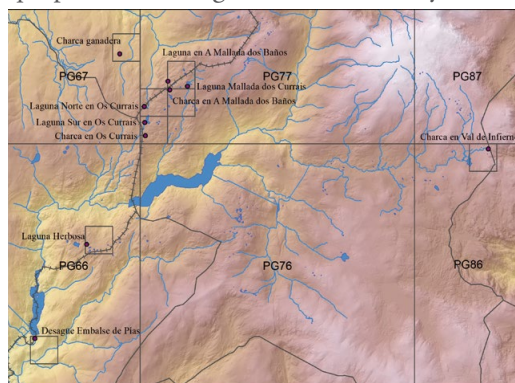 Charca ganadera
Laguna en A Mallada dos Baños
PG67
PG77
PG87
Laguna Mallada dos Currais
Charca en A Mallada dos Baños
Laguna Norte en Os Currais
Laguna Sur en Os Currais
Charca en Os Currais
Charca en Val de Infiern
Laguna Herbosa
PG66
PG76
PG86
Desagüe Embalse de Pías